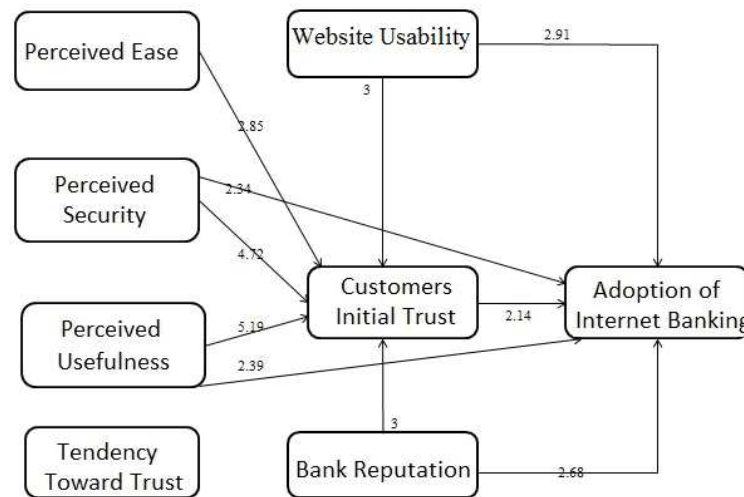 Perceived Ease
Website Usability
2.91
3
2.85
Perceived
Security
2.34
4.72
Customers
Initial Trust
Adoption of
Internet Banking
2.14
Perceived
Usefulness
5.19
2.39
3
Tendency
Toward Trust
Bank Reputation
2.68